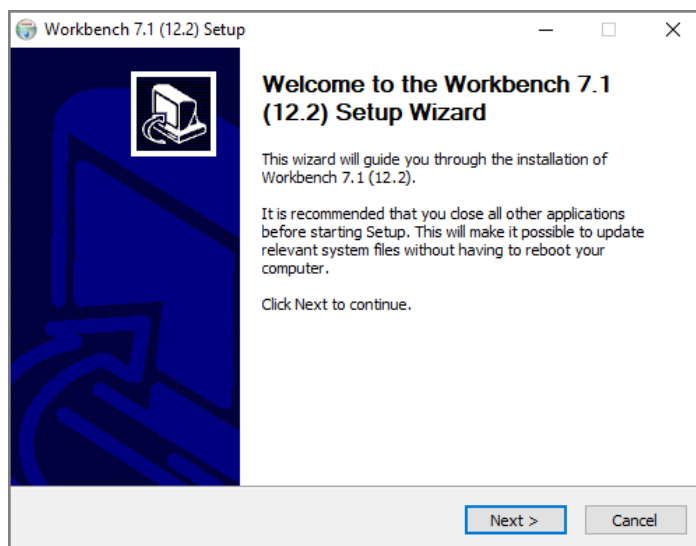 Workbench 7.1 (12.2) Setup
Welcome to the Workbench 7.1
(12.2) Setup Wizard
This wizard will guide you through the installation of
Workbench 7.1 (12.2).
It is recommended that you close all other applications
before starting Setup. This will make it possible to update
relevant system files without having to reboot your
computer.
Click Next to continue.
Next >
Cancel